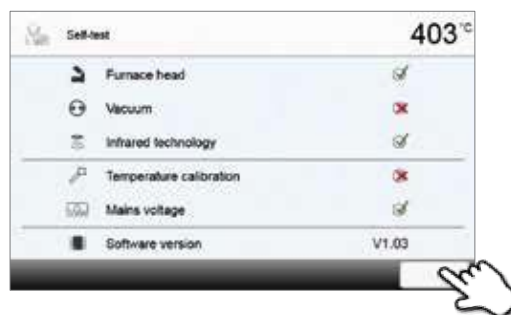 Self-test 403 °C
Furnace head
Vacuum
Infrared technology
Temperature calibration
Mains voltage
Software version V1.03